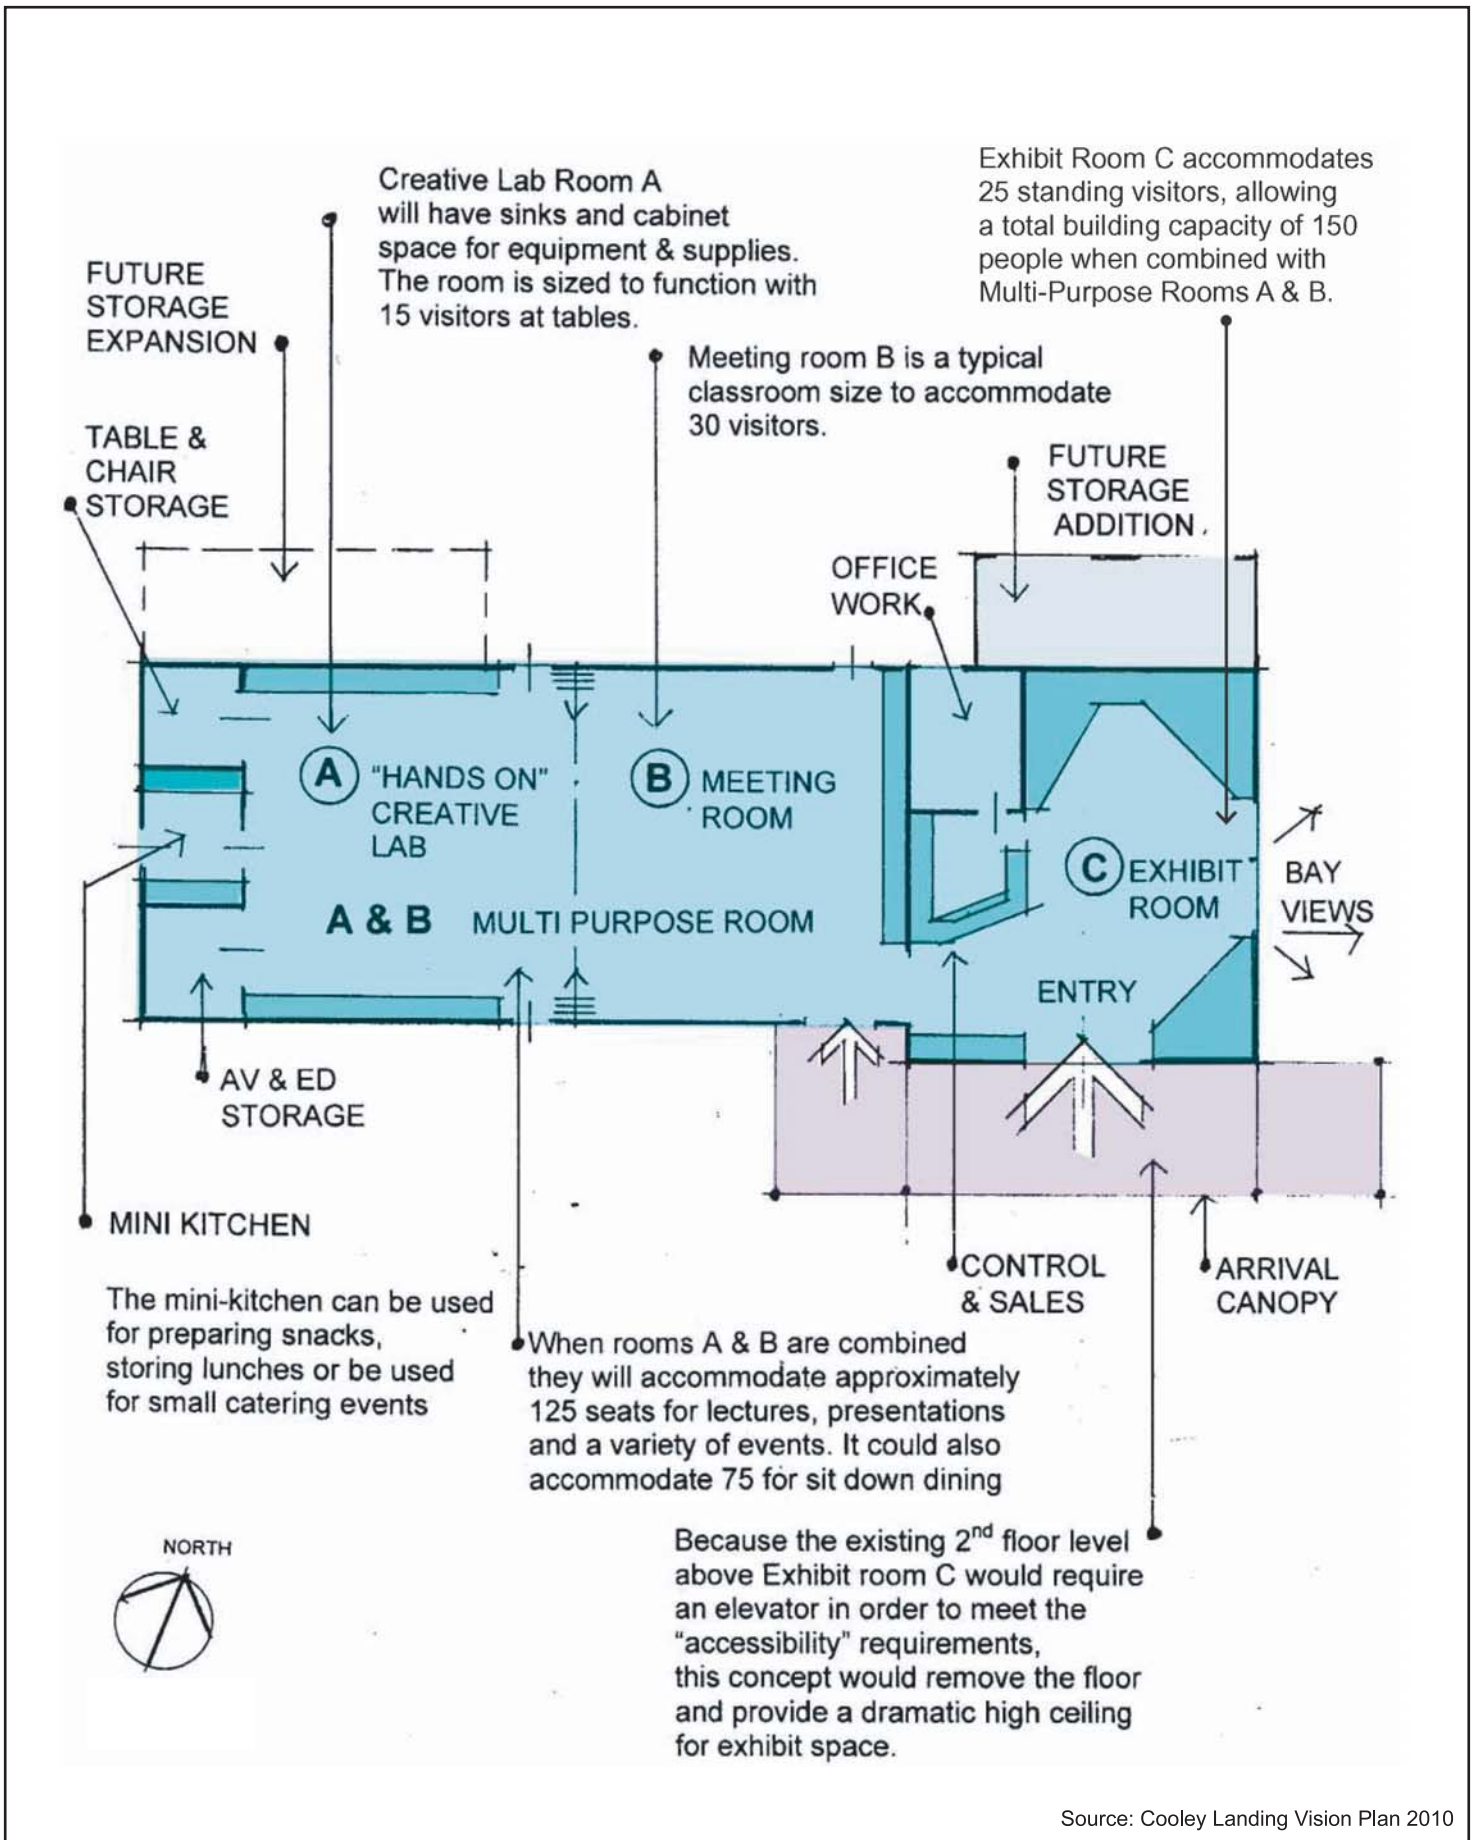 Creative Lab Room A
will have sinks and cabinet
space for equipment & supplies.
The room is sized to function with
15 visitors at tables.
Exhibit Room C accommodates
25 standing visitors, allowing
a total building capacity of 150
people when combined with
Multi-Purpose Rooms A & B.
FUTURE
STORAGE
EXPANSION
Meeting room B is a typical
classroom size to accommodate
30 visitors.
TABLE &
CHAIR
STORAGE
FUTURE
STORAGE
ADDITION
OFFICE
WORK
A "HANDS ON"
CREATIVE
LAB
B MEETING
ROOM
C EXHIBIT
ROOM
BAY
VIEWS
A & B MULTI PURPOSE ROOM
ENTRY
AV & ED
STORAGE
MINI KITCHEN
The mini-kitchen can be used
for preparing snacks,
storing lunches or be used
for small catering events
CONTROL
& SALES
ARRIVAL
CANOPY
When rooms A & B are combined
they will accommodate approximately
125 seats for lectures, presentations
and a variety of events. It could also
accommodate 75 for sit down dining
Because the existing 2nd floor level
above Exhibit room C would require
an elevator in order to meet the
"accessibility" requirements,
this concept would remove the floor
and provide a dramatic high ceiling
for exhibit space.
NORTH
Source: Cooley Landing Vision Plan 2010